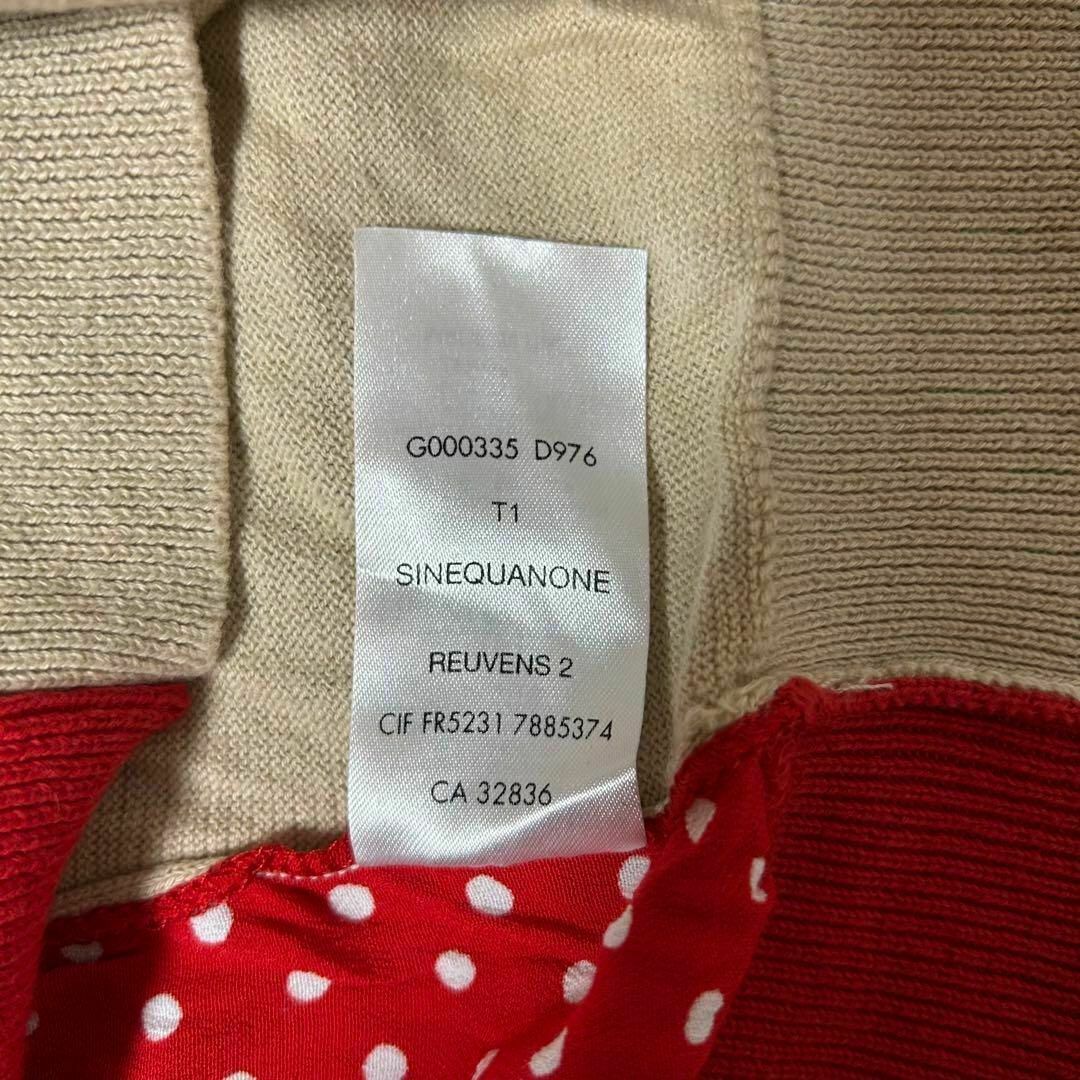 G000335 D976
T1
SINEQUANONE
REUVENS 2
CIF FR5231 7885374
CA 32836